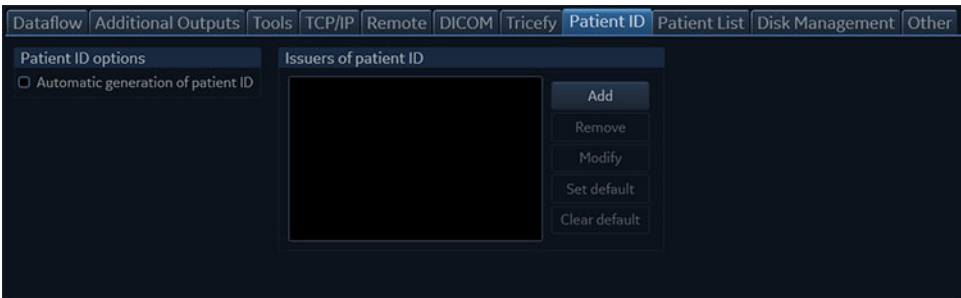 Dataflow Additional Outputs Tools TCP/IP Remote DICOM Tricefy Patient ID Patient List Disk Management Other
Patient ID options
Automatic generation of patient ID
Issuers of patient ID
Add
Remove
Modify
Set default
Clear default